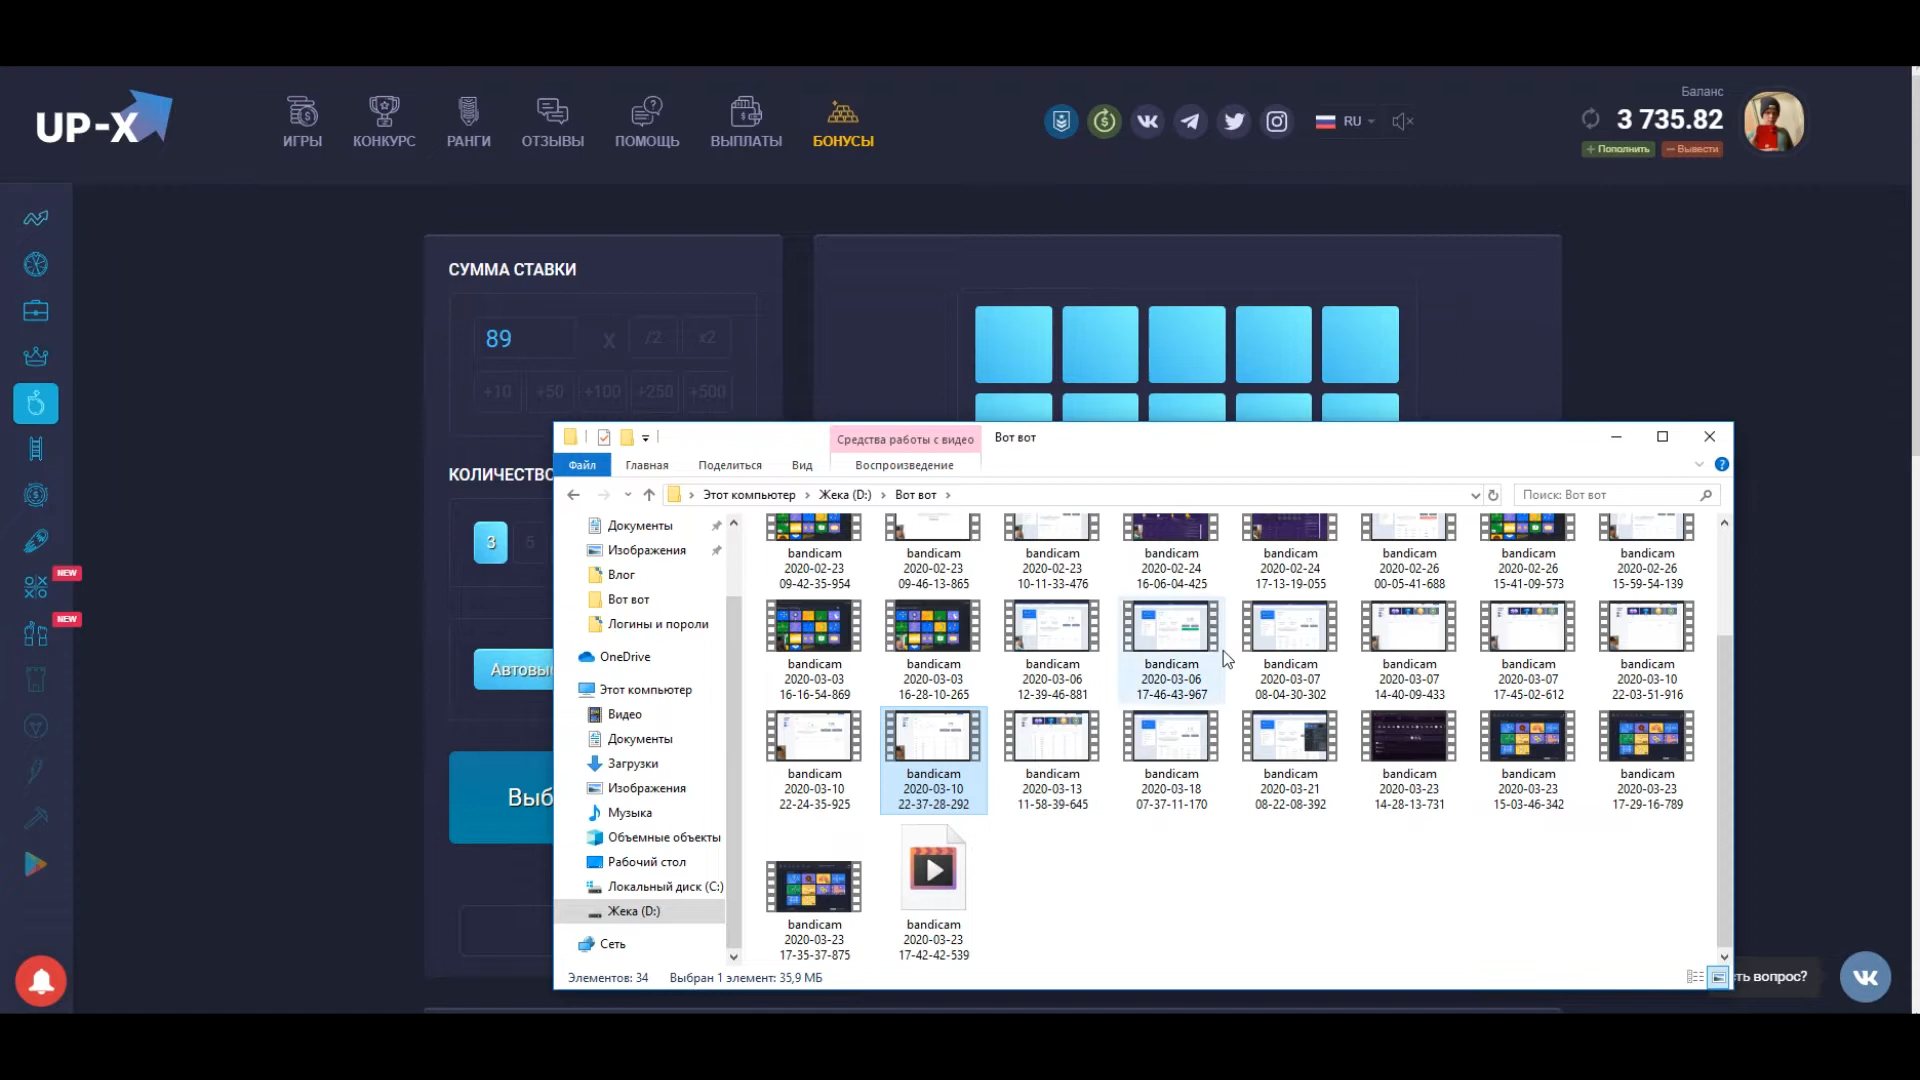 UP-X
ИГРЫ
КОНКУРС
РАНГИ
ОТЗЫВЫ
ПОМОЩЬ
ВЫПЛАТЫ
БОНУСЫ
RU
Баланс
3 735.82
+ Пополнить
− Вывести
СУММА СТАВКИ
89
X
/2
x2
+10
+50
+100
+250
+500
КОЛИЧЕСТВО
3
5
NEW
NEW
Автовы
Выб
Средства работы с видео
Вот вот
Файл
Главная
Поделиться
Вид
Воспроизведение
Этот компьютер > Жека (D:) > Вот вот >
Поиск: Вот вот
Документы
Изображения
Влог
Вот вот
Логины и пароли
OneDrive
Этот компьютер
Видео
Документы
Загрузки
Изображения
Музыка
Объемные объекты
Рабочий стол
Локальный диск (C:)
Жека (D:)
Сеть
bandicam
2020-02-23
09-42-35-954
bandicam
2020-02-23
09-46-13-865
bandicam
2020-02-23
10-11-33-476
bandicam
2020-02-24
16-06-04-425
bandicam
2020-02-24
17-13-19-055
bandicam
2020-02-26
00-05-41-688
bandicam
2020-02-26
15-41-09-573
bandicam
2020-02-26
15-59-54-139
bandicam
2020-03-03
16-16-54-869
bandicam
2020-03-03
16-28-10-265
bandicam
2020-03-06
12-39-46-881
bandicam
2020-03-06
17-46-43-967
bandicam
2020-03-07
08-04-30-302
bandicam
2020-03-07
14-40-09-433
bandicam
2020-03-07
17-45-02-612
bandicam
2020-03-10
22-03-51-916
bandicam
2020-03-10
22-24-35-925
bandicam
2020-03-10
22-37-28-292
bandicam
2020-03-13
11-58-39-645
bandicam
2020-03-18
07-37-11-170
bandicam
2020-03-21
08-22-08-392
bandicam
2020-03-23
14-28-13-731
bandicam
2020-03-23
15-03-46-342
bandicam
2020-03-23
17-29-16-789
bandicam
2020-03-23
17-35-37-875
bandicam
2020-03-23
17-42-42-539
Элементов: 34
Выбран 1 элемент: 35,9 МБ
ть вопрос?